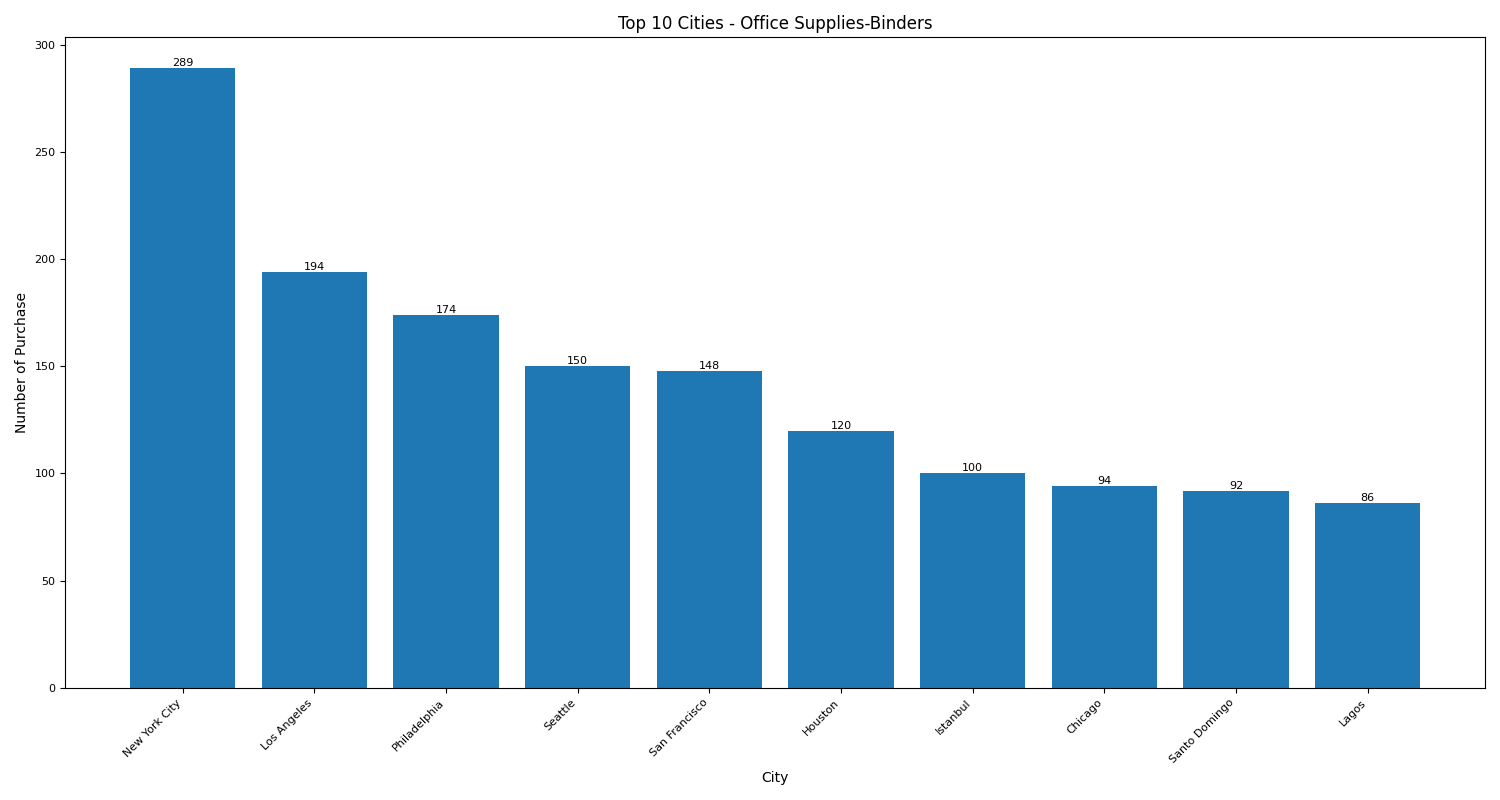 Top 10 Cities - Office Supplies-Binders
Number of Purchase
300
250
200
150
100
50
0
289
194
174
150
148
120
100
94
92
86
New York City
Los Angeles
Philadelphia
Seattle
San Francisco
Houston
Istanbul
Chicago
Santo Domingo
Lagos
City